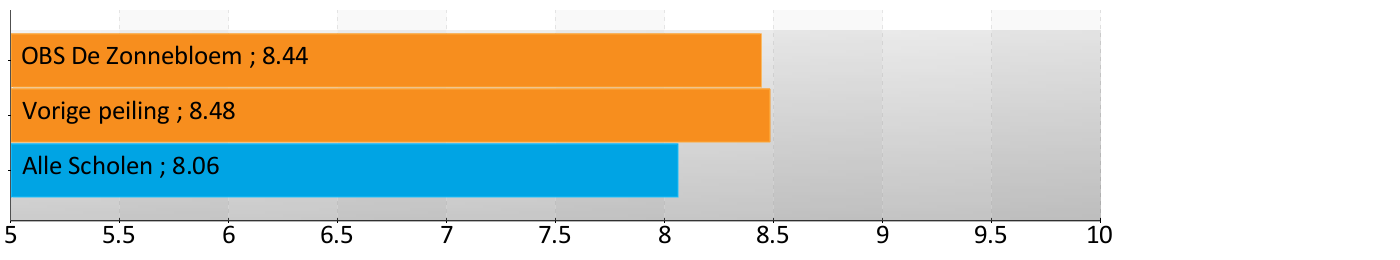 OBS De Zonnebloem ; 8.44
Vorige peiling ; 8.48
Alle Scholen ; 8.06
5 5.5 6 6.5 7 7.5 8 8.5 9 9.5 10